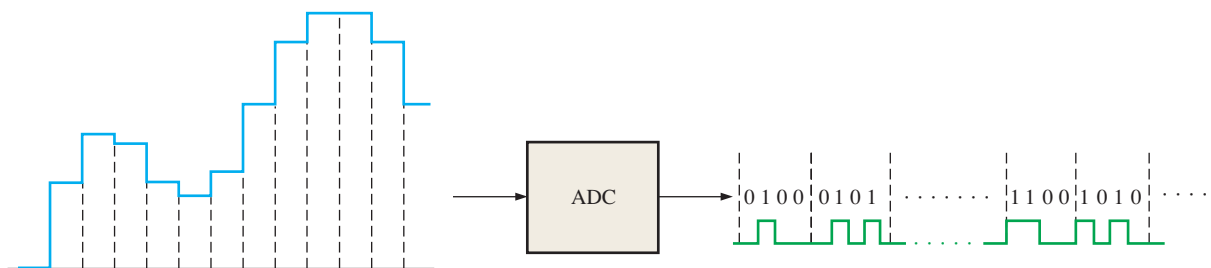 ADC
0 1 0 0 0 1 0 1 . . . . . . . 1 1 0 0 1 0 1 0 . . . .